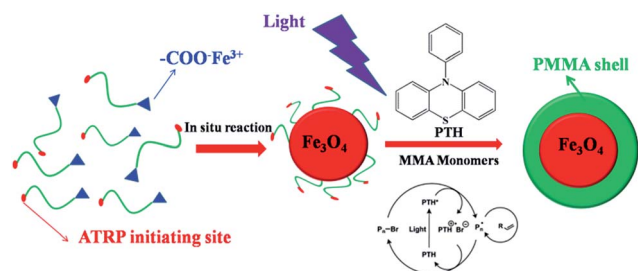 Light
-COO⁻Fe³⁺
N
S
PTH
PMMA shell
In situ reaction
Fe₃O₄
MMA Monomers
Fe₃O₄
PTH*
Pₙ—Br
Light
PTH⊕• Br⊖
Pₙ•
R
PTH
ATRP initiating site